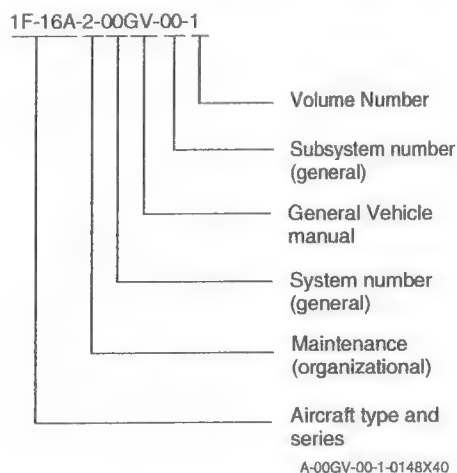 1F-16A-2-00GV-00-1
Volume Number
Subsystem number
(general)
General Vehicle
manual
System number
(general)
Maintenance
(organizational)
Aircraft type and
series
A-00GV-00-1-0148X40